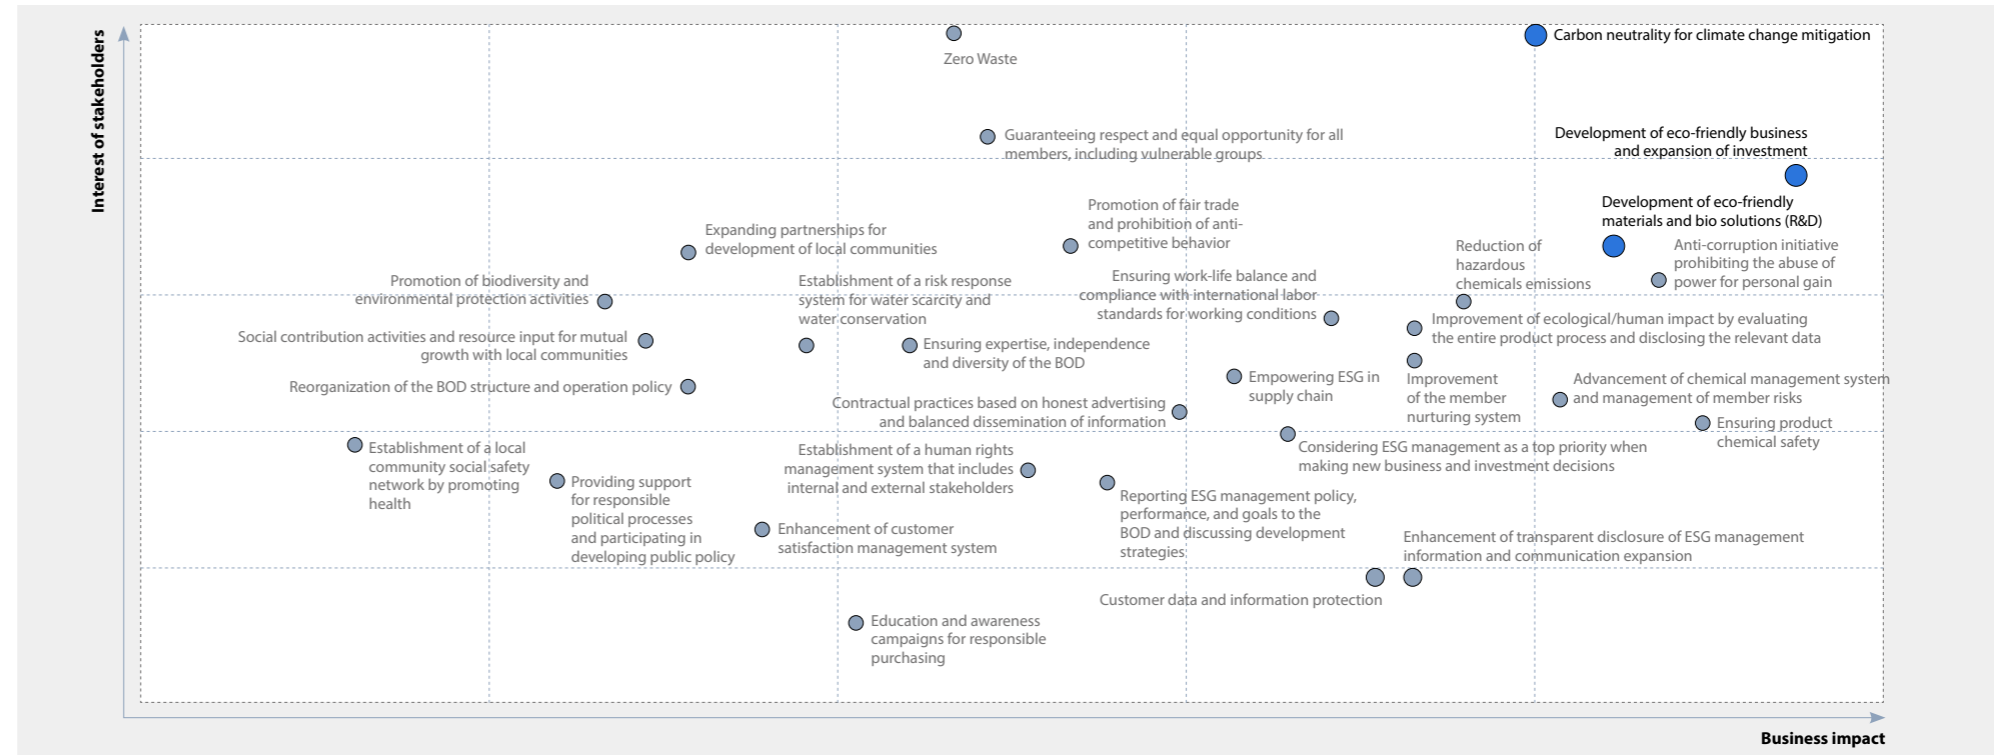 Interest of stakeholders
Zero Waste
Carbon neutrality for climate change mitigation
Guaranteeing respect and equal opportunity for all
members, including vulnerable groups
Development of eco-friendly business
and expansion of investment
Development of eco-friendly
materials and bio solutions (R&D)
Promotion of fair trade
and prohibition of anti-
competitive behavior
Expanding partnerships for
development of local communities
Reduction of
hazardous
chemicals emissions
Anti-corruption initiative
prohibiting the abuse of
power for personal gain
Promotion of biodiversity and
environmental protection activities
Establishment of a risk response
system for water scarcity and
water conservation
Ensuring work-life balance and
compliance with international labor
standards for working conditions
Improvement of ecological/human impact by evaluating
the entire product process and disclosing the relevant data
Social contribution activities and resource input for mutual
growth with local communities
Ensuring expertise, independence
and diversity of the BOD
Reorganization of the BOD structure and operation policy
Empowering ESG in
supply chain
Improvement
of the member
nurturing system
Advancement of chemical management system
and management of member risks
Contractual practices based on honest advertising
and balanced dissemination of information
Ensuring product
chemical safety
Establishment of a local
community social safety
network by promoting
health
Establishment of a human rights
management system that includes
internal and external stakeholders
Considering ESG management as a top priority when
making new business and investment decisions
Providing support
for responsible
political processes
and participating in
developing public policy
Reporting ESG management policy,
performance, and goals to the
BOD and discussing development
strategies
Enhancement of customer
satisfaction management system
Enhancement of transparent disclosure of ESG management
information and communication expansion
Customer data and information protection
Education and awareness
campaigns for responsible
purchasing
Business impact